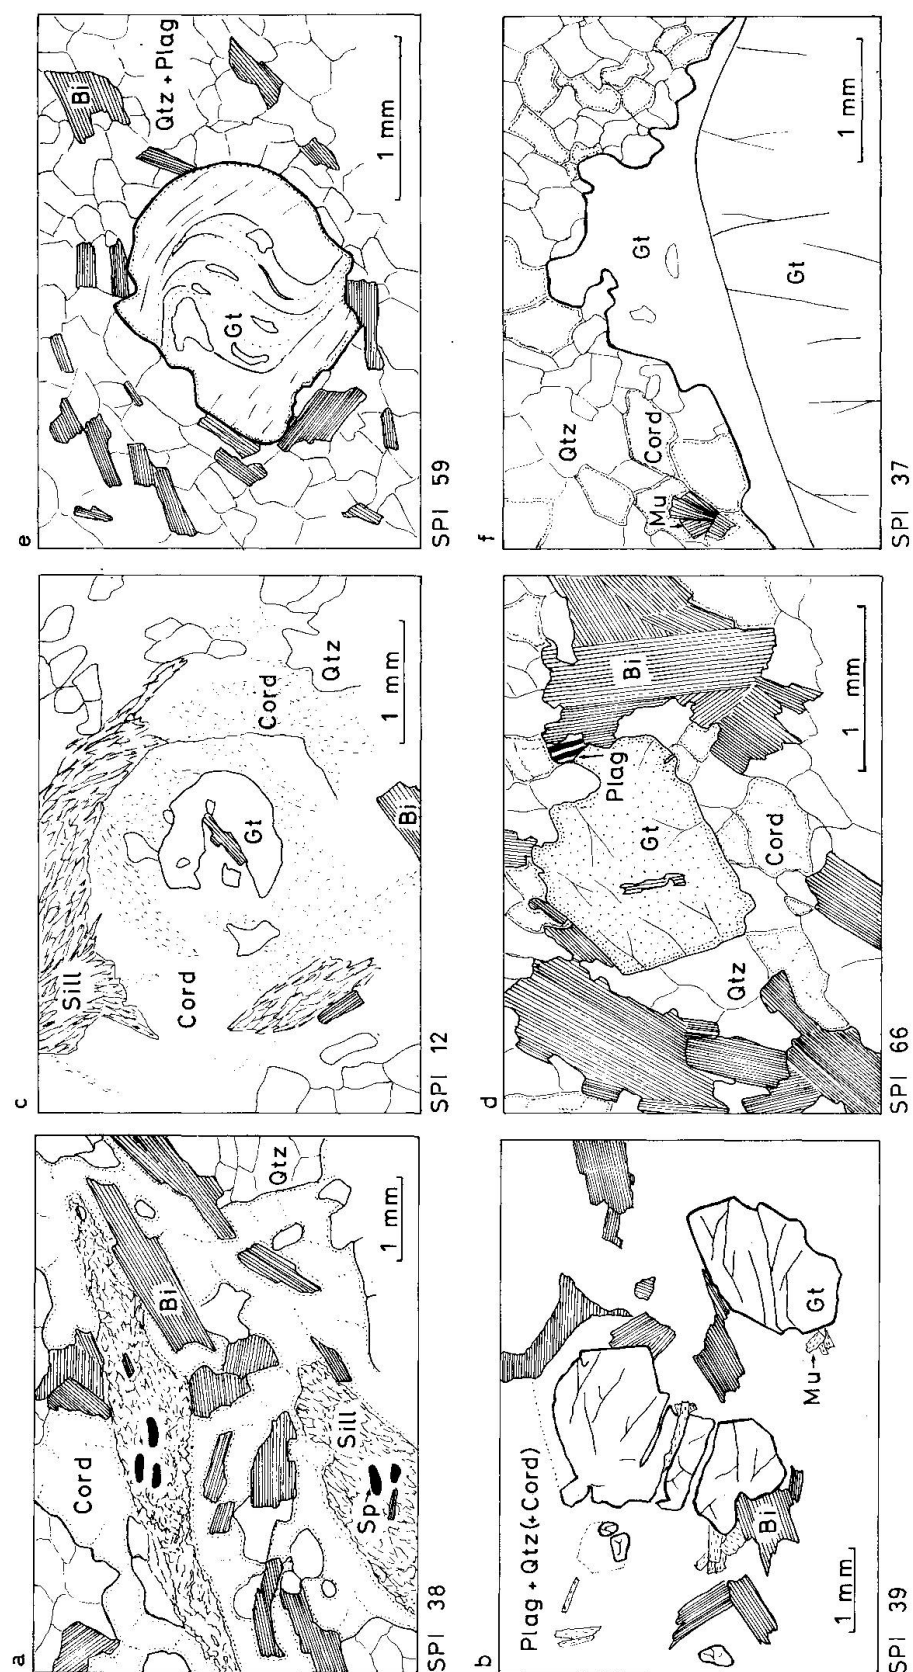 a
Cord
Bi
Sill
Sp
Qtz
1 mm
SPI 38
b
Plag + Qtz (+ Cord)
Bi
Mu
Gt
1 mm
SPI 39
c
Sill
Cord
Gt
Cord
Qtz
Bi
1 mm
SPI 12
d
Qtz
Gt
Plag
Bi
Cord
1 mm
SPI 66
e
Bi
Qtz + Plag
Gt
1 mm
SPI 59
f
Qtz
Cord
Mu
Gt
Gt
1 mm
SPI 37